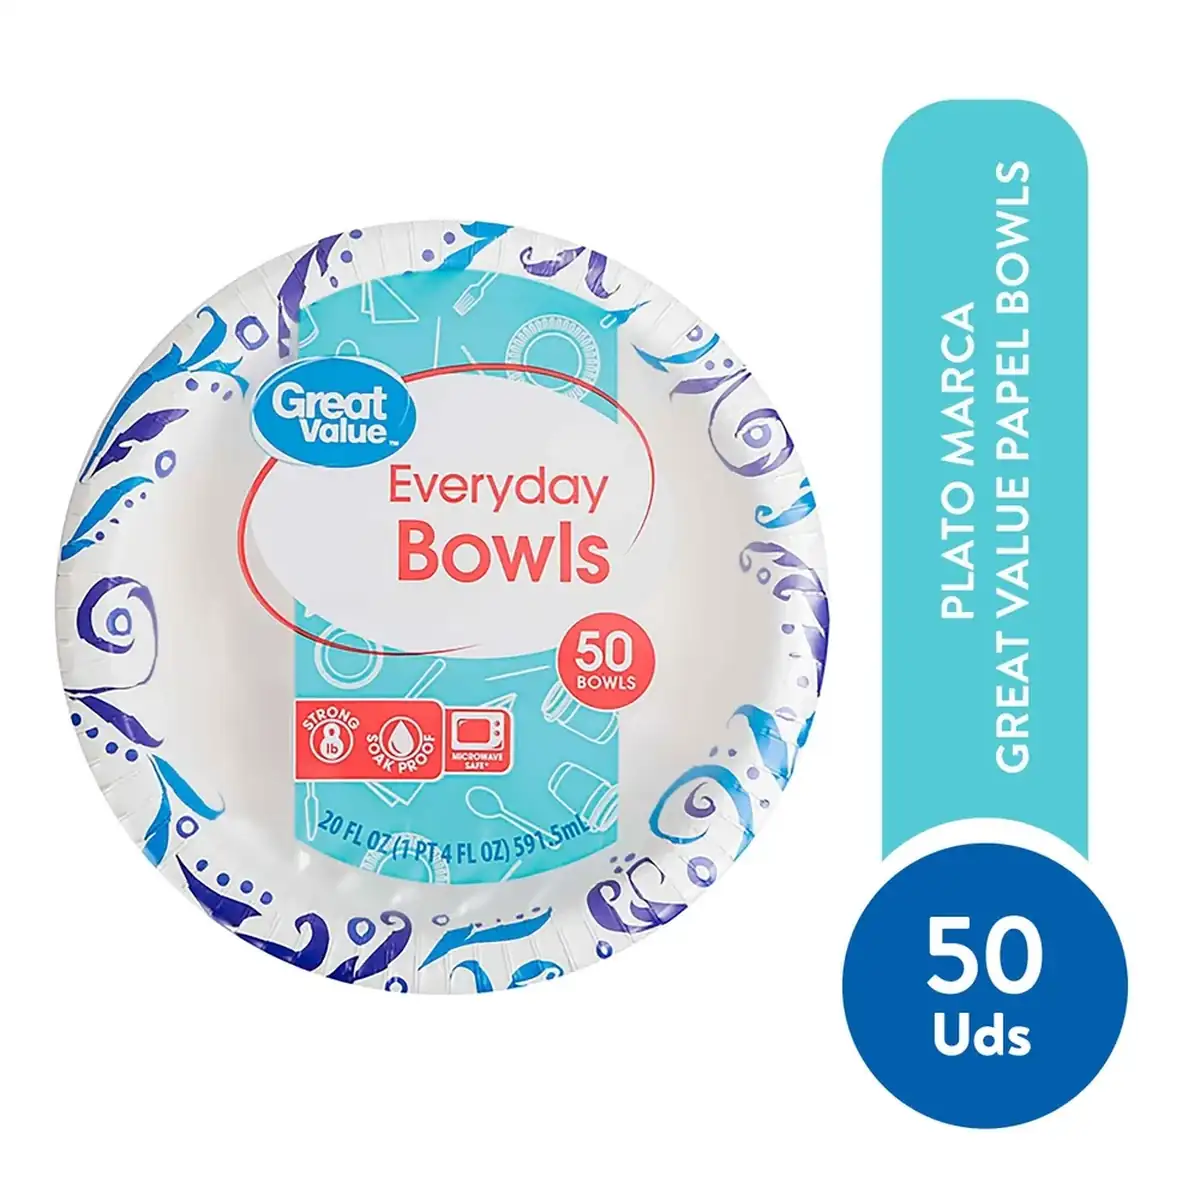 Great
Value™
Everyday
Bowls
50
BOWLS
STRONG
8
lb
SOAK PROOF
MICROWAVE
SAFE*
20 FL OZ (1 PT 4 FL OZ) 591.5mL
PLATO MARCA
GREAT VALUE PAPEL BOWLS
50
Uds